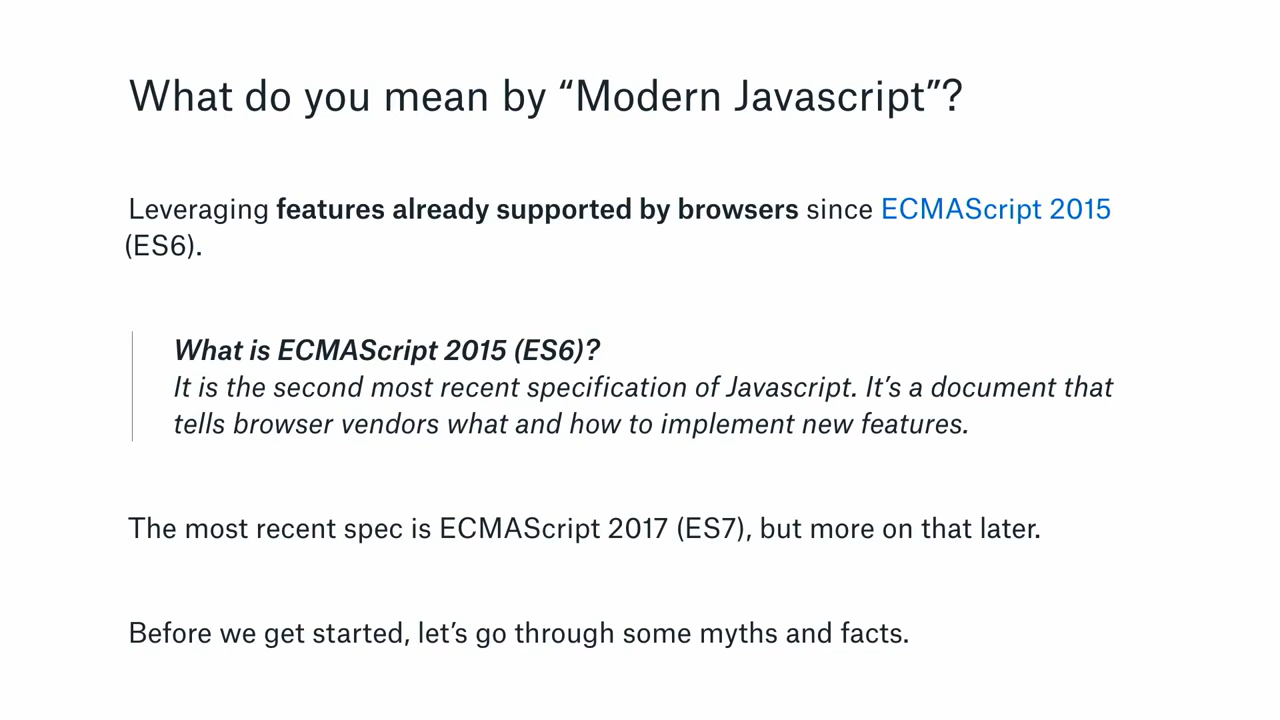 What do you mean by “Modern Javascript”?
Leveraging features already supported by browsers since ECMAScript 2015
(ES6).
What is ECMAScript 2015 (ES6)?
It is the second most recent specification of Javascript. It’s a document that
tells browser vendors what and how to implement new features.
The most recent spec is ECMAScript 2017 (ES7), but more on that later.
Before we get started, let’s go through some myths and facts.